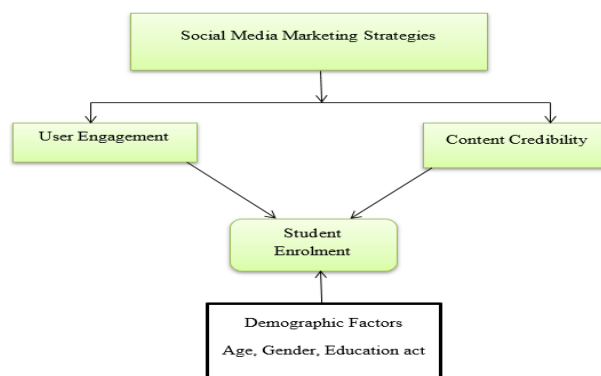 Social Media Marketing Strategies
User Engagement
Content Credibility
Student
Enrolment
Demographic Factors
Age, Gender, Education act